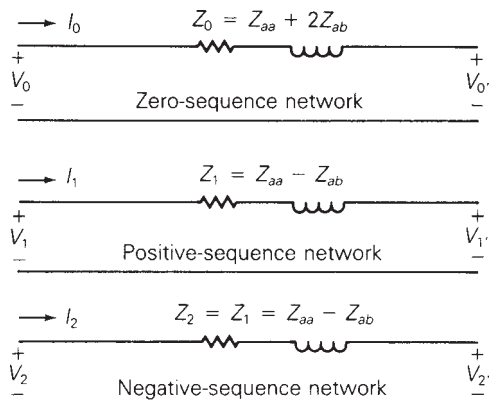 I₀ Z₀ = Zₐₐ + 2Zₐb
+ +
V₀ V₀'
− Zero-sequence network −
I₁ Z₁ = Zₐₐ − Zₐb
+ +
V₁ V₁'
− Positive-sequence network −
I₂ Z₂ = Z₁ = Zₐₐ − Zₐb
+ +
V₂ V₂'
− Negative-sequence network −